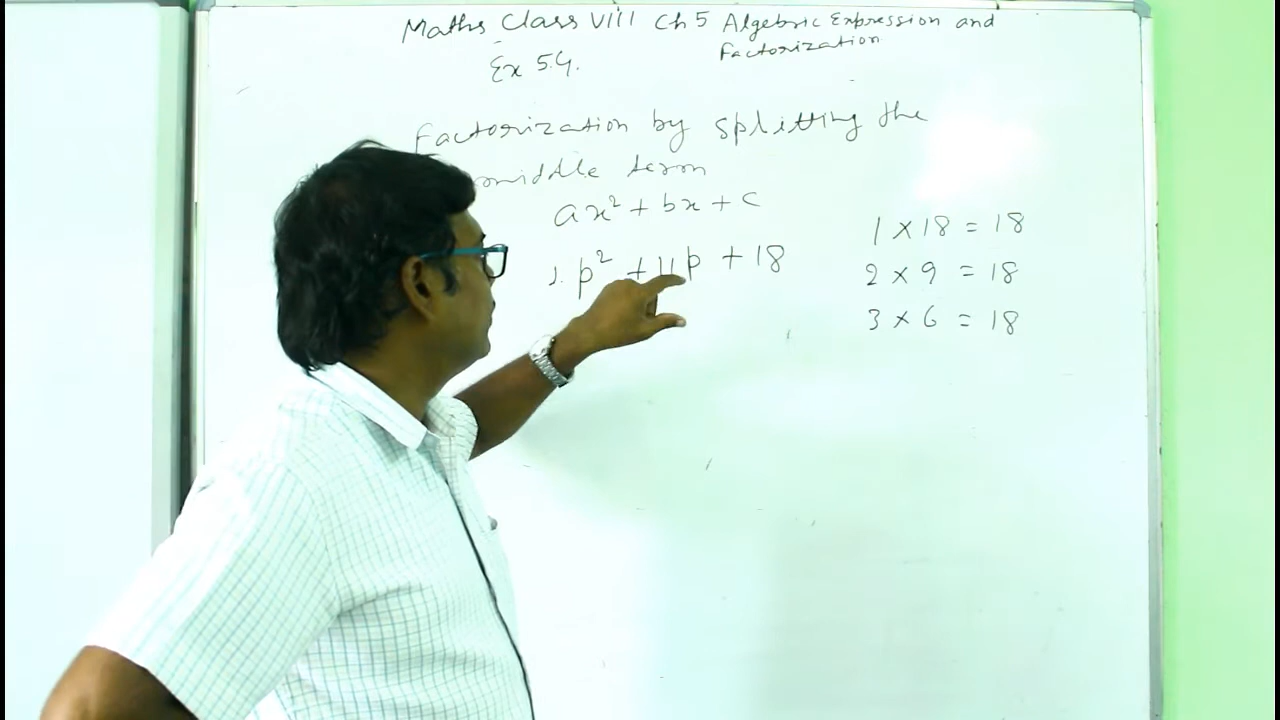 Maths Class VIII Ch 5 Algebric Expression and
Factorization
Ex 5.4.
Factorization by splitting the
middle term
ax² + bx + c
1. p² + 11p + 18
1 × 18 = 18
2 × 9 = 18
3 × 6 = 18